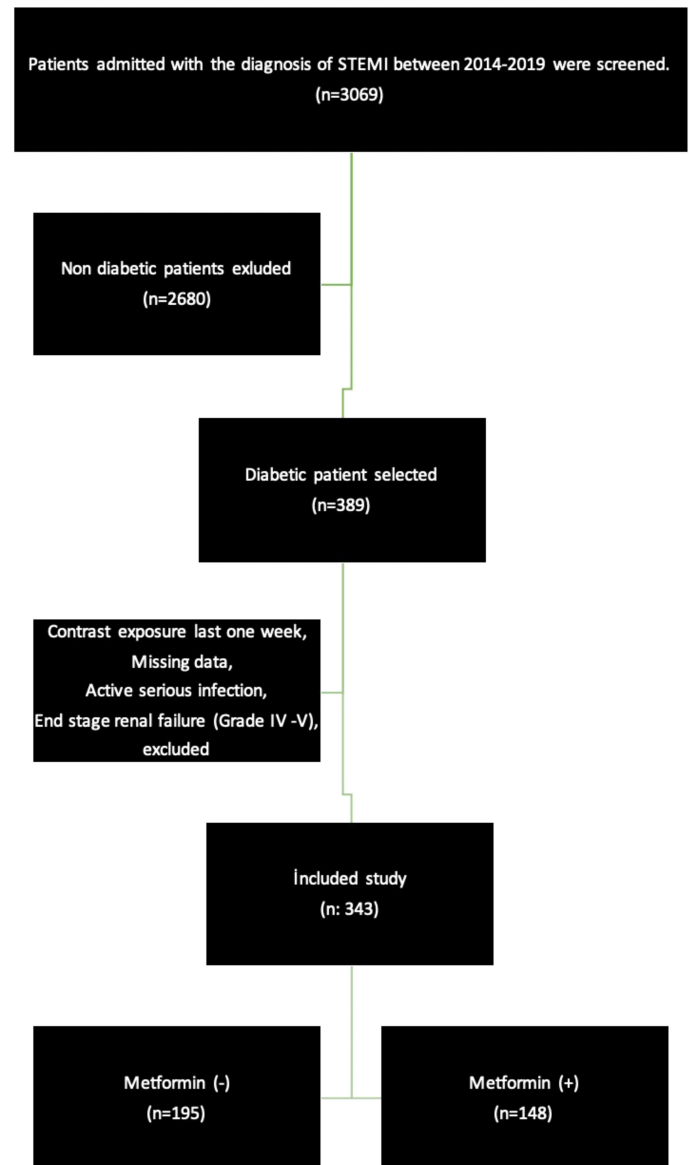 Patients admitted with the diagnosis of STEMI between 2014-2019 were screened.
(n=3069)
Non diabetic patients exluded
(n=2680)
Diabetic patient selected
(n=389)
Contrast exposure last one week,
Missing data,
Active serious infection,
End stage renal failure (Grade IV -V),
excluded
İncluded study
(n: 343)
Metformin (-)
(n=195)
Metformin (+)
(n=148)